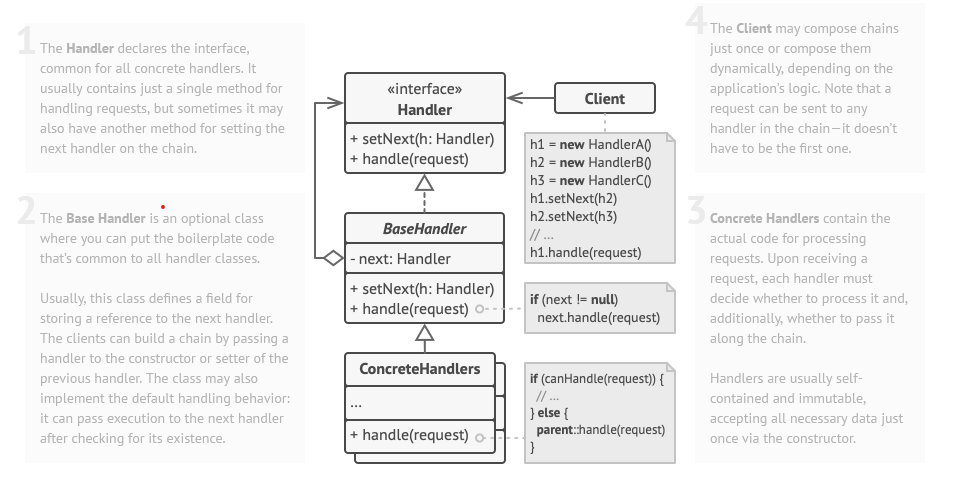 1
The Handler declares the interface,
common for all concrete handlers. It
usually contains just a single method for
handling requests, but sometimes it may
also have another method for setting the
next handler on the chain.
2
The Base Handler is an optional class
where you can put the boilerplate code
that's common to all handler classes.
Usually, this class defines a field for
storing a reference to the next handler.
The clients can build a chain by passing a
handler to the constructor or setter of the
previous handler. The class may also
implement the default handling behavior:
it can pass execution to the next handler
after checking for its existence.
«interface»
Handler
+ setNext(h: Handler)
+ handle(request)
BaseHandler
- next: Handler
+ setNext(h: Handler)
+ handle(request)
ConcreteHandlers
...
+ handle(request)
Client
h1 = new HandlerA()
h2 = new HandlerB()
h3 = new HandlerC()
h1.setNext(h2)
h2.setNext(h3)
// ...
h1.handle(request)
if (next != null)
next.handle(request)
if (canHandle(request)) {
// ...
} else {
parent::handle(request)
}
4
The Client may compose chains
just once or compose them
dynamically, depending on the
application's logic. Note that a
request can be sent to any
handler in the chain—it doesn't
have to be the first one.
3
Concrete Handlers contain the
actual code for processing
requests. Upon receiving a
request, each handler must
decide whether to process it and,
additionally, whether to pass it
along the chain.
Handlers are usually self-
contained and immutable,
accepting all necessary data just
once via the constructor.